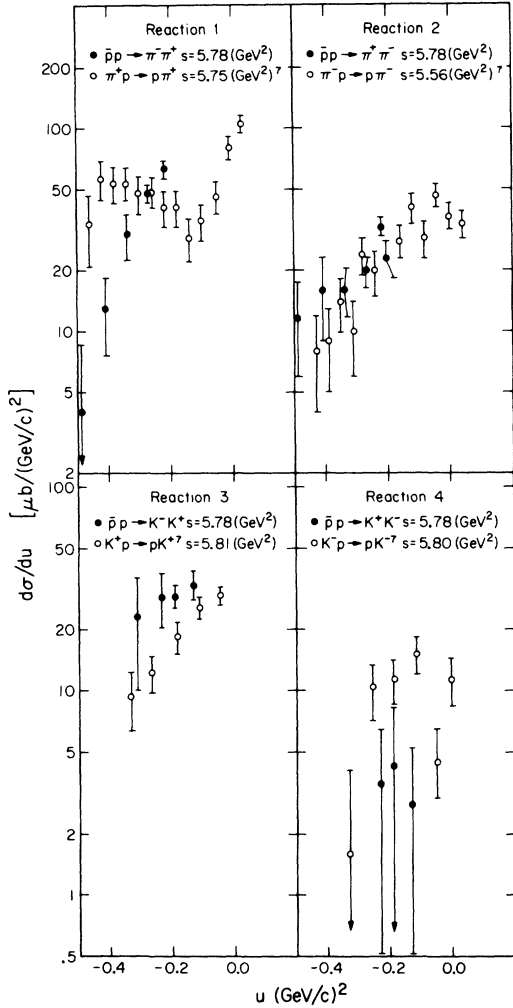 Reaction 1
● p̄p → π⁻π⁺ s=5.78(GeV²)
○ π⁺p → pπ⁺ s=5.75(GeV²)⁷
Reaction 2
● p̄p → π⁺π⁻ s=5.78(GeV²)
○ π⁻p → pπ⁻ s=5.56(GeV²)⁷
200
100
50
20
10
5
2
Reaction 3
● p̄p → K⁻K⁺ s=5.78(GeV²)
○ K⁺p → pK⁺⁷ s=5.81(GeV²)
Reaction 4
● p̄p → K⁺K⁻ s=5.78(GeV²)
○ K⁻p → pK⁻⁷ s=5.80(GeV²)
100
50
20
10
5
2
1
.5
dσ/du [μb/(GeV/c)²]
-0.4 -0.2 0.0
-0.4 -0.2 0.0
u (GeV/c)²